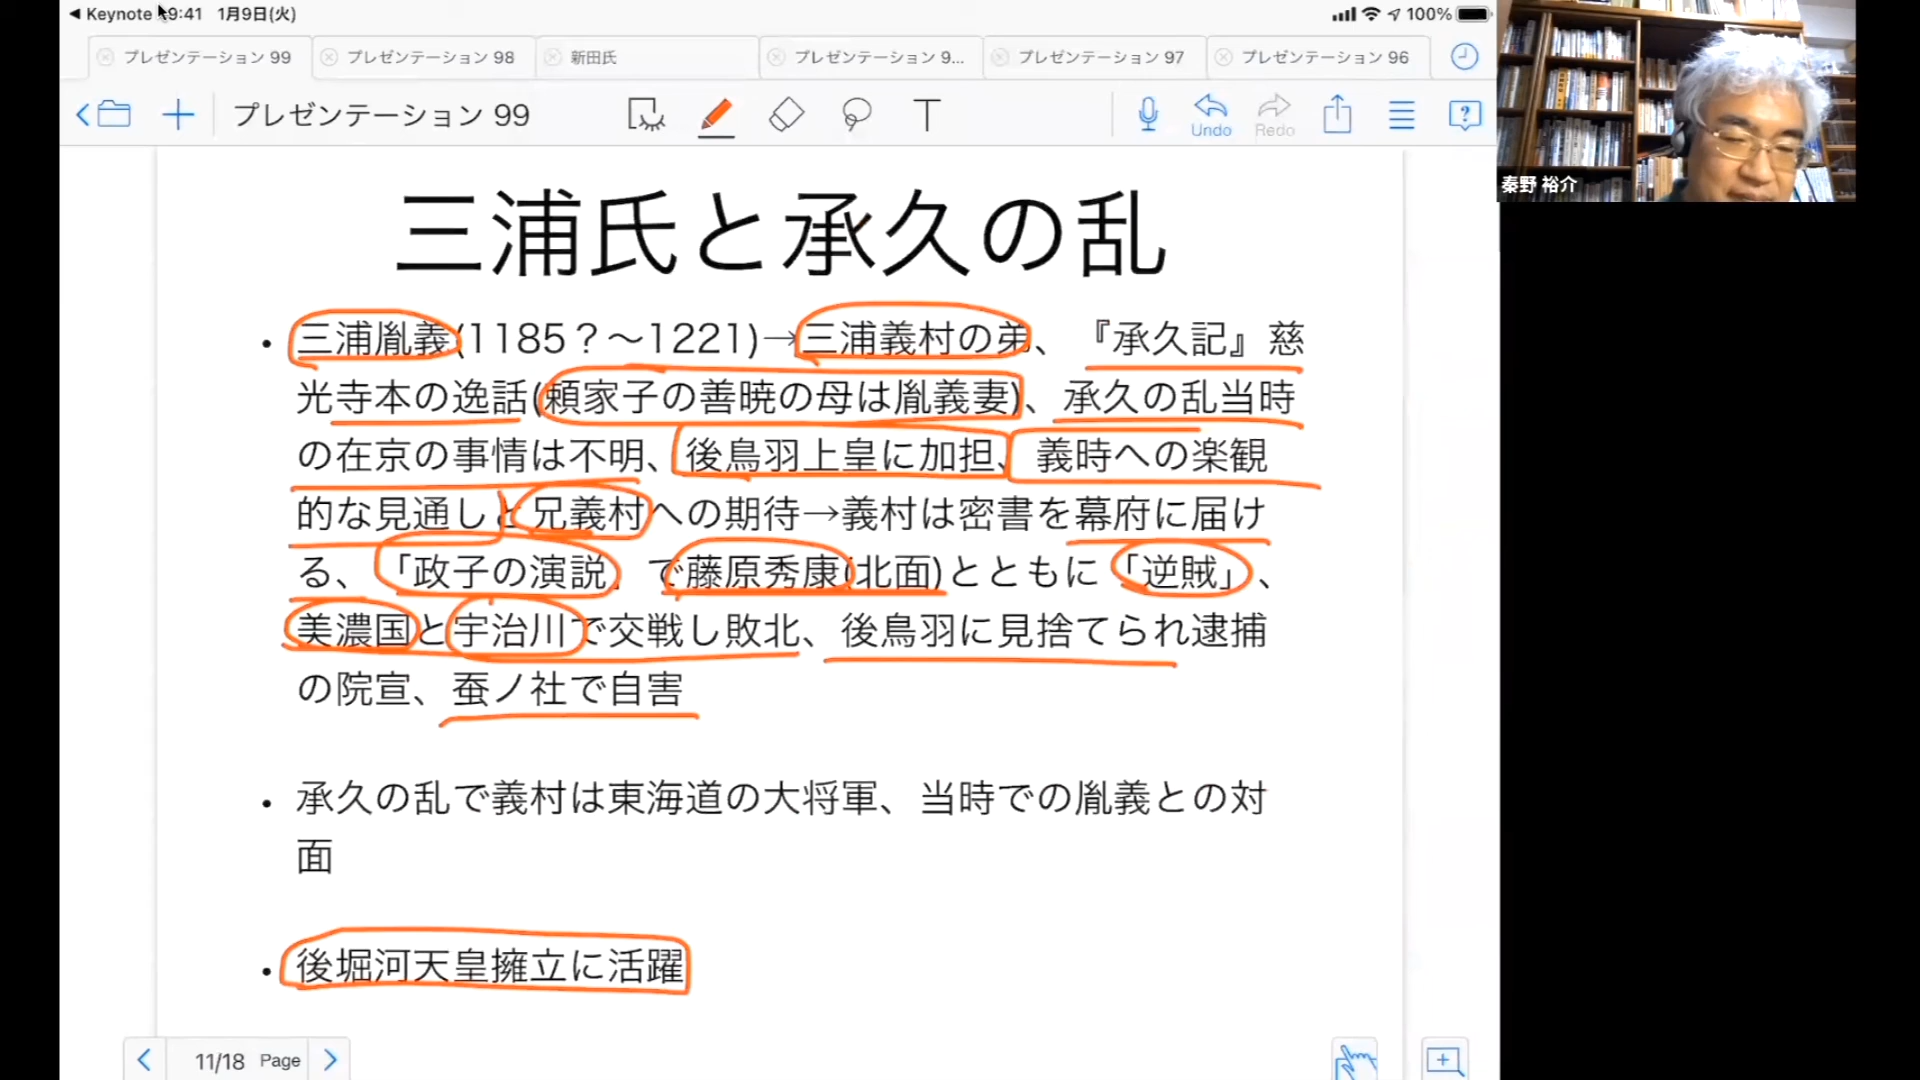 Keynote 9:41 1月9日(火) 100%
プレゼンテーション 99 プレゼンテーション 98 新田氏 プレゼンテーション 9... プレゼンテーション 97 プレゼンテーション 96
プレゼンテーション 99 T Undo Redo
秦野 裕介
三浦氏と承久の乱
• 三浦胤義(1185？〜1221)→三浦義村の弟、『承久記』慈
光寺本の逸話(頼家子の善暁の母は胤義妻)、承久の乱当時
の在京の事情は不明、後鳥羽上皇に加担、義時への楽観
的な見通しと兄義村への期待→義村は密書を幕府に届け
る、「政子の演説」で藤原秀康(北面)とともに「逆賊」、
美濃国と宇治川で交戦し敗北、後鳥羽に見捨てられ逮捕
の院宣、蚕ノ社で自害
• 承久の乱で義村は東海道の大将軍、当時での胤義との対
面
• 後堀河天皇擁立に活躍
11/18 Page